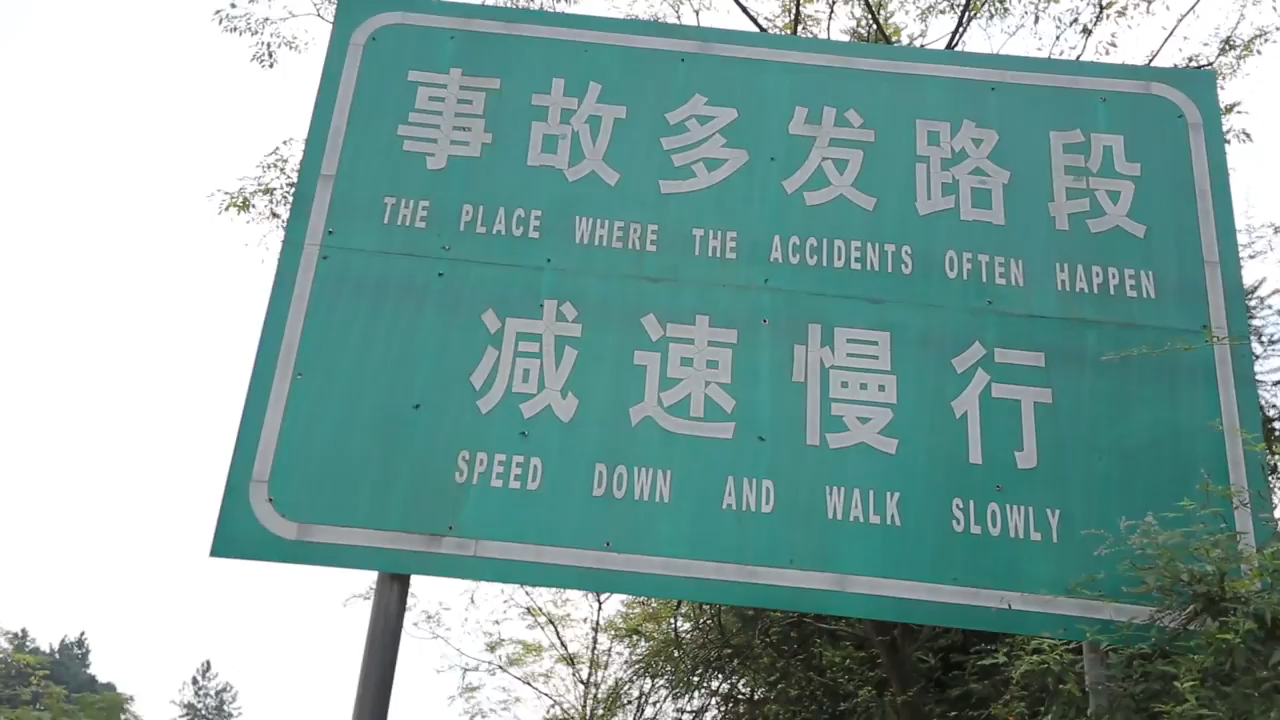 事故多发路段
THE PLACE WHERE THE ACCIDENTS OFTEN HAPPEN
减速慢行
SPEED DOWN AND WALK SLOWLY